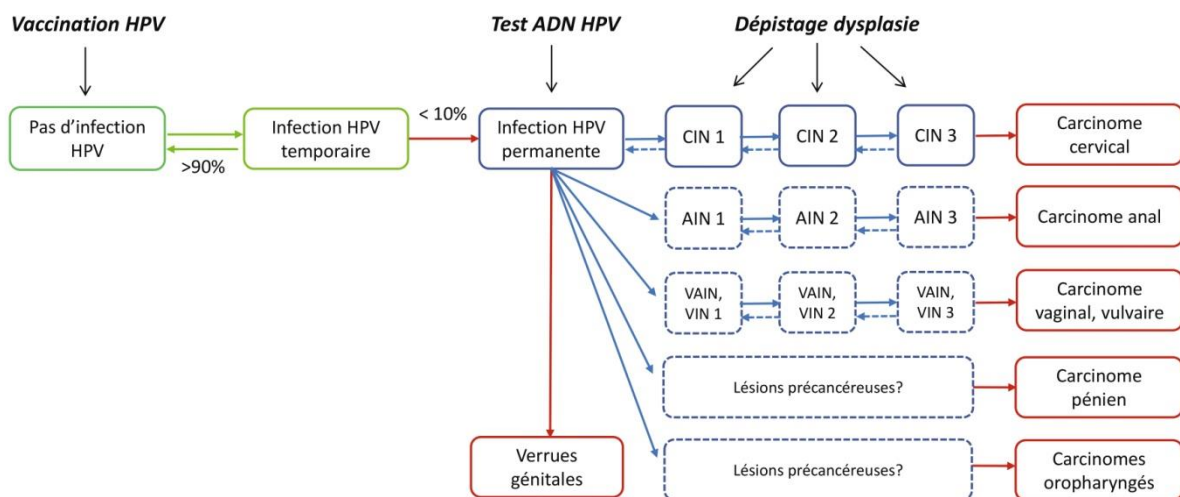 Vaccination HPV
Test ADN HPV
Dépistage dysplasie
Pas d'infection
HPV
>90%
Infection HPV
temporaire
< 10%
Infection HPV
permanente
CIN 1
CIN 2
CIN 3
Carcinome
cervical
AIN 1
AIN 2
AIN 3
Carcinome anal
VAIN,
VIN 1
VAIN,
VIN 2
VAIN,
VIN 3
Carcinome
vaginal, vulvaire
Lésions précancéreuses?
Carcinome
pénien
Verrues
génitales
Lésions précancéreuses?
Carcinomes
oropharyngés